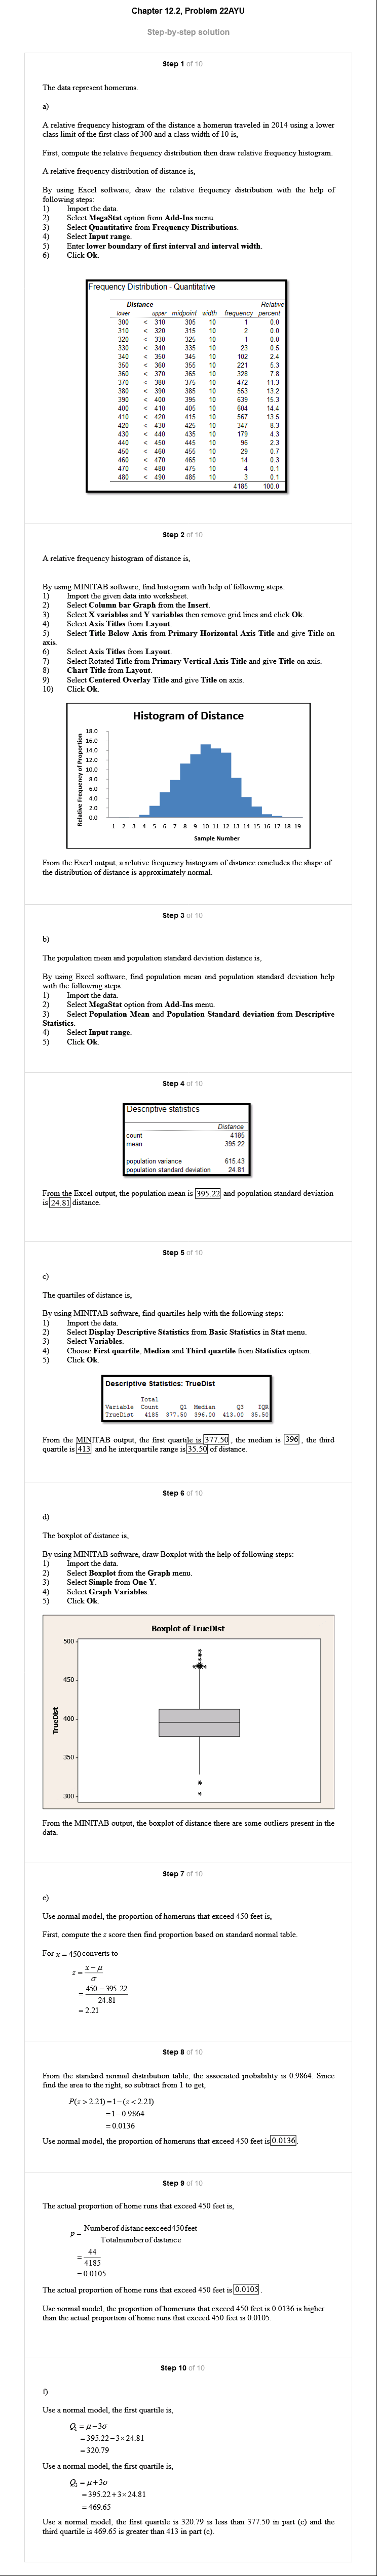 Chapter 12.2, Problem 22AYU
Step-by-step solution
Step 1 of 10
The data represent homeruns.
a)
A relative frequency histogram of the distance a homerun traveled in 2014 using a lower
class limit of the first class of 300 and a class width of 10 is,
First, compute the relative frequency distribution then draw relative frequency histogram.
A relative frequency distribution of distance is,
By using Excel software, draw the relative frequency distribution with the help of
following steps:
1) Import the data.
2) Select MegaStat option from Add-Ins menu.
3) Select Quantitative from Frequency Distributions.
4) Select Input range.
5) Enter lower boundary of first interval and interval width.
6) Click Ok.
Frequency Distribution - Quantitative
Distance Relative
lower upper midpoint width frequency percent
300 < 310 305 10 1 0.0
310 < 320 315 10 2 0.0
320 < 330 325 10 1 0.0
330 < 340 335 10 23 0.5
340 < 350 345 10 102 2.4
350 < 360 355 10 221 5.3
360 < 370 365 10 328 7.8
370 < 380 375 10 472 11.3
380 < 390 385 10 553 13.2
390 < 400 395 10 639 15.3
400 < 410 405 10 604 14.4
410 < 420 415 10 567 13.5
420 < 430 425 10 347 8.3
430 < 440 435 10 179 4.3
440 < 450 445 10 96 2.3
450 < 460 455 10 29 0.7
460 < 470 465 10 14 0.3
470 < 480 475 10 4 0.1
480 < 490 485 10 3 0.1
4185 100.0
Step 2 of 10
A relative frequency histogram of distance is,
By using MINITAB software, find histogram with help of following steps:
1) Import the given data into worksheet.
2) Select Column bar Graph from the Insert.
3) Select X variables and Y variables then remove grid lines and click Ok.
4) Select Axis Titles from Layout.
5) Select Title Below Axis from Primary Horizontal Axis Title and give Title on
axis.
6) Select Axis Titles from Layout.
7) Select Rotated Title from Primary Vertical Axis Title and give Title on axis.
8) Chart Title from Layout.
9) Select Centered Overlay Title and give Title on axis.
10) Click Ok.
Histogram of Distance
Relative Frequency of Proportion
18.0
16.0
14.0
12.0
10.0
8.0
6.0
4.0
2.0
0.0
1 2 3 4 5 6 7 8 9 10 11 12 13 14 15 16 17 18 19
Sample Number
From the Excel output, a relative frequency histogram of distance concludes the shape of
the distribution of distance is approximately normal.
Step 3 of 10
b)
The population mean and population standard deviation distance is,
By using Excel software, find population mean and population standard deviation help
with the following steps:
1) Import the data.
2) Select MegaStat option from Add-Ins menu.
3) Select Population Mean and Population Standard deviation from Descriptive
Statistics.
4) Select Input range.
5) Click Ok.
Step 4 of 10
Descriptive statistics
Distance
count 4185
mean 395.22
population variance 615.43
population standard deviation 24.81
From the Excel output, the population mean is 395.22 and population standard deviation
is 24.81 distance.
Step 5 of 10
c)
The quartiles of distance is,
By using MINITAB software, find quartiles help with the following steps:
1) Import the data.
2) Select Display Descriptive Statistics from Basic Statistics in Stat menu.
3) Select Variables.
4) Choose First quartile, Median and Third quartile from Statistics option.
5) Click Ok.
Descriptive Statistics: TrueDist
Total
Variable Count Q1 Median Q3 IQR
TrueDist 4185 377.50 396.00 413.00 35.50
From the MINITAB output, the first quartile is 377.50, the median is 396, the third
quartile is 413 and he interquartile range is 35.50 of distance.
Step 6 of 10
d)
The boxplot of distance is,
By using MINITAB software, draw Boxplot with the help of following steps:
1) Import the data.
2) Select Boxplot from the Graph menu.
3) Select Simple from One Y.
4) Select Graph Variables.
5) Click Ok.
Boxplot of TrueDist
TrueDist
500
450
400
350
300
From the MINITAB output, the boxplot of distance there are some outliers present in the
data.
Step 7 of 10
e)
Use normal model, the proportion of homeruns that exceed 450 feet is,
First, compute the z score then find proportion based on standard normal table.
For x = 450 converts to
z = x − μ / σ
= 450 − 395.22 / 24.81
= 2.21
Step 8 of 10
From the standard normal distribution table, the associated probability is 0.9864. Since
find the area to the right, so subtract from 1 to get,
P(z > 2.21) = 1 − (z < 2.21)
= 1 − 0.9864
= 0.0136
Use normal model, the proportion of homeruns that exceed 450 feet is 0.0136.
Step 9 of 10
The actual proportion of home runs that exceed 450 feet is,
p = Number of distance exceed 450 feet / Total number of distance
= 44 / 4185
= 0.0105
The actual proportion of home runs that exceed 450 feet is 0.0105.
Use normal model, the proportion of homeruns that exceed 450 feet is 0.0136 is higher
than the actual proportion of home runs that exceed 450 feet is 0.0105.
Step 10 of 10
f)
Use a normal model, the first quartile is,
Q₁ = μ − 3σ
= 395.22 − 3 × 24.81
= 320.79
Use a normal model, the first quartile is,
Q₃ = μ + 3σ
= 395.22 + 3 × 24.81
= 469.65
Use a normal model, the first quartile is 320.79 is less than 377.50 in part (c) and the
third quartile is 469.65 is greater than 413 in part (c).